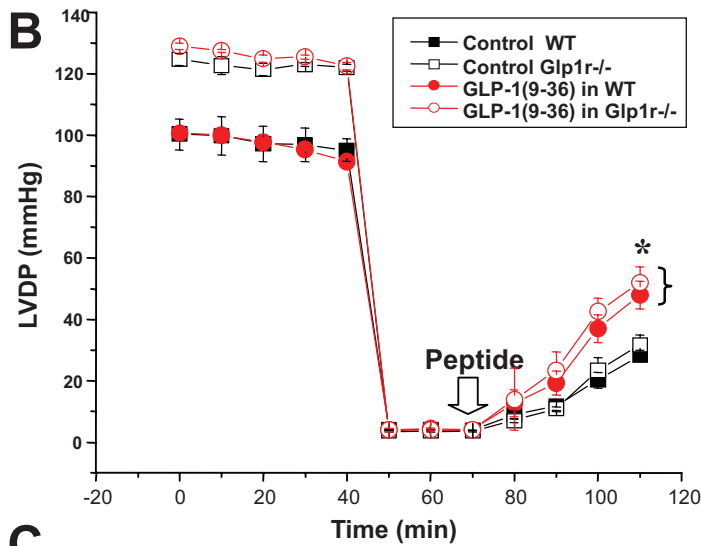 B
140
120
100
80
60
40
20
0
LVDP (mmHg)
Control WT
Control Glp1r-/-
GLP-1(9-36) in WT
GLP-1(9-36) in Glp1r-/-
*
}
Peptide
-20 0 20 40 60 80 100 120
Time (min)
C